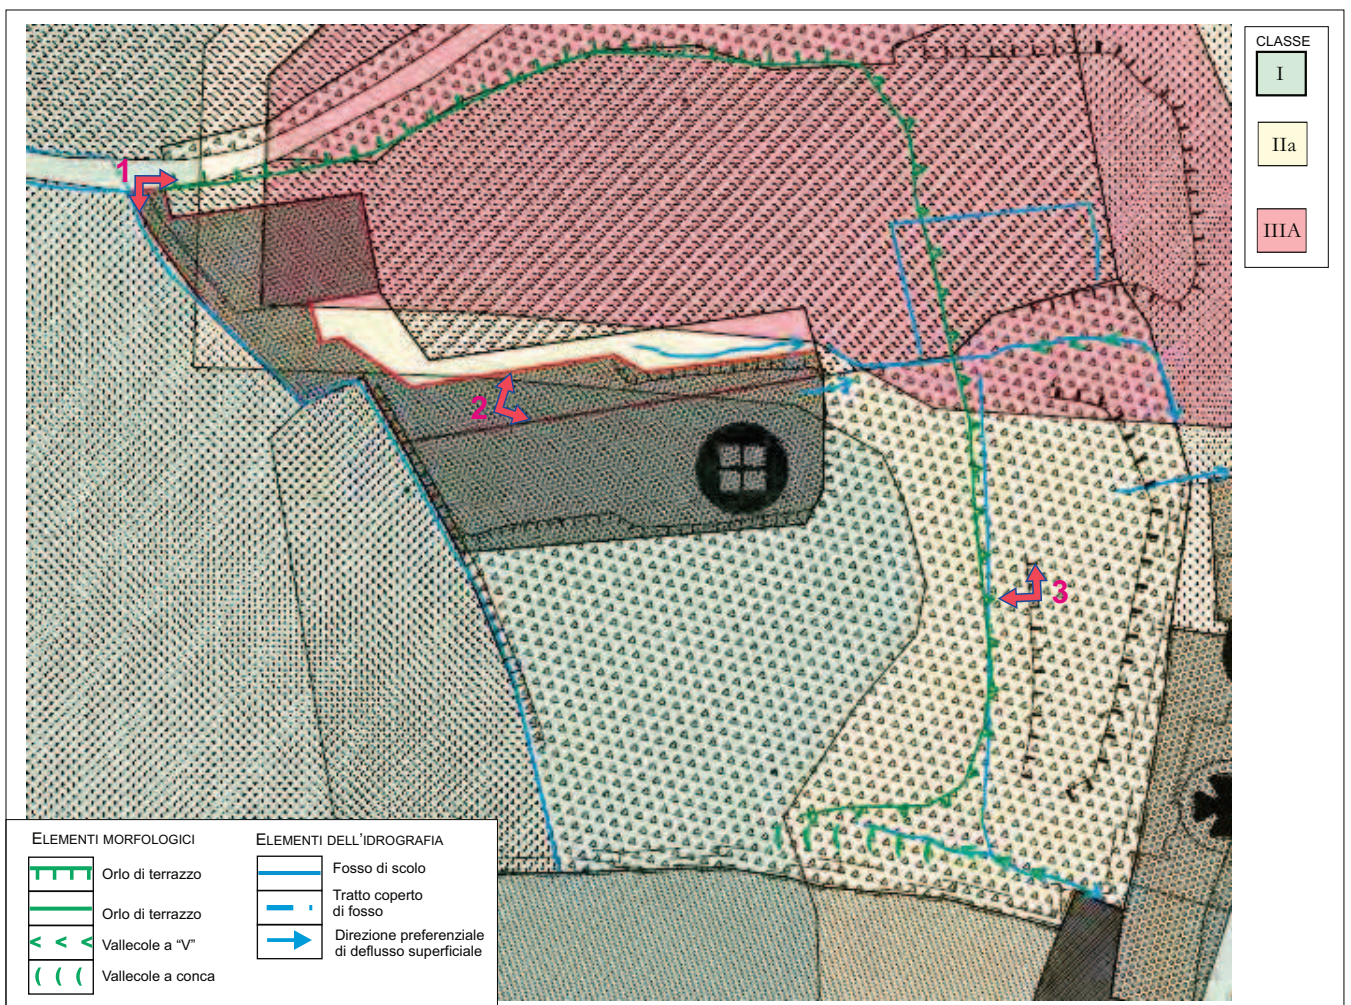 CLASSE
I
IIa
IIIA
1
2
3
ELEMENTI MORFOLOGICI
Orlo di terrazzo
Orlo di terrazzo
Vallecole a “V”
Vallecole a conca
ELEMENTI DELL’IDROGRAFIA
Fosso di scolo
Tratto coperto
di fosso
Direzione preferenziale
di deflusso superficiale